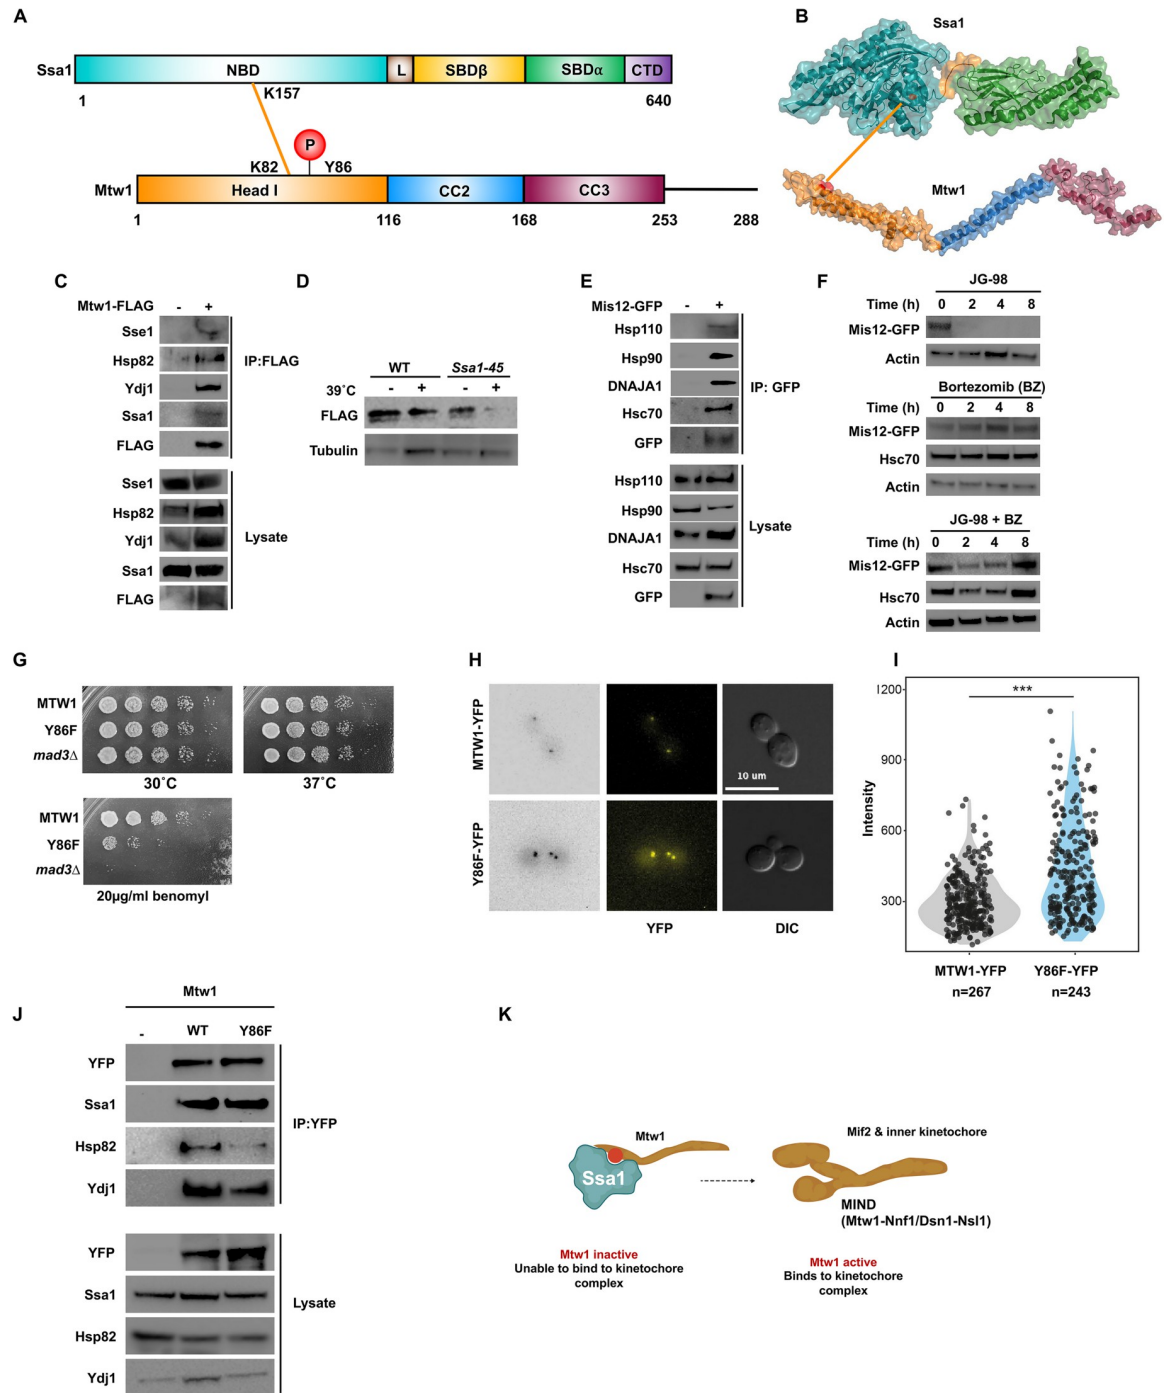 A
Ssa1
NBD
L
SBDβ
SBDα
CTD
1
K157
640
P
K82
Y86
Mtw1
Head I
CC2
CC3
1
116
168
253
288
B
Ssa1
Mtw1
C
Mtw1-FLAG - +
Sse1
Hsp82
Ydj1
Ssa1
FLAG
IP:FLAG
Sse1
Hsp82
Ydj1
Ssa1
FLAG
Lysate
D
WT Ssa1-45
39˚C - + - +
FLAG
Tubulin
E
Mis12-GFP - +
Hsp110
Hsp90
DNAJA1
Hsc70
GFP
IP: GFP
Hsp110
Hsp90
DNAJA1
Hsc70
GFP
Lysate
F
JG-98
Time (h) 0 2 4 8
Mis12-GFP
Actin
Bortezomib (BZ)
Time (h) 0 2 4 8
Mis12-GFP
Hsc70
Actin
JG-98 + BZ
Time (h) 0 2 4 8
Mis12-GFP
Hsc70
Actin
G
MTW1
Y86F
mad3Δ
30˚C
37˚C
MTW1
Y86F
mad3Δ
20µg/ml benomyl
H
MTW1-YFP
10 um
Y86F-YFP
YFP
DIC
I
1200
900
600
300
Intensity
***
MTW1-YFP
n=267
Y86F-YFP
n=243
J
Mtw1
- WT Y86F
YFP
Ssa1
Hsp82
Ydj1
IP:YFP
YFP
Ssa1
Hsp82
Ydj1
Lysate
K
Mtw1
Ssa1
Mtw1 inactive
Unable to bind to kinetochore
complex
Mif2 & inner kinetochore
MIND
(Mtw1-Nnf1/Dsn1-Nsl1)
Mtw1 active
Binds to kinetochore
complex